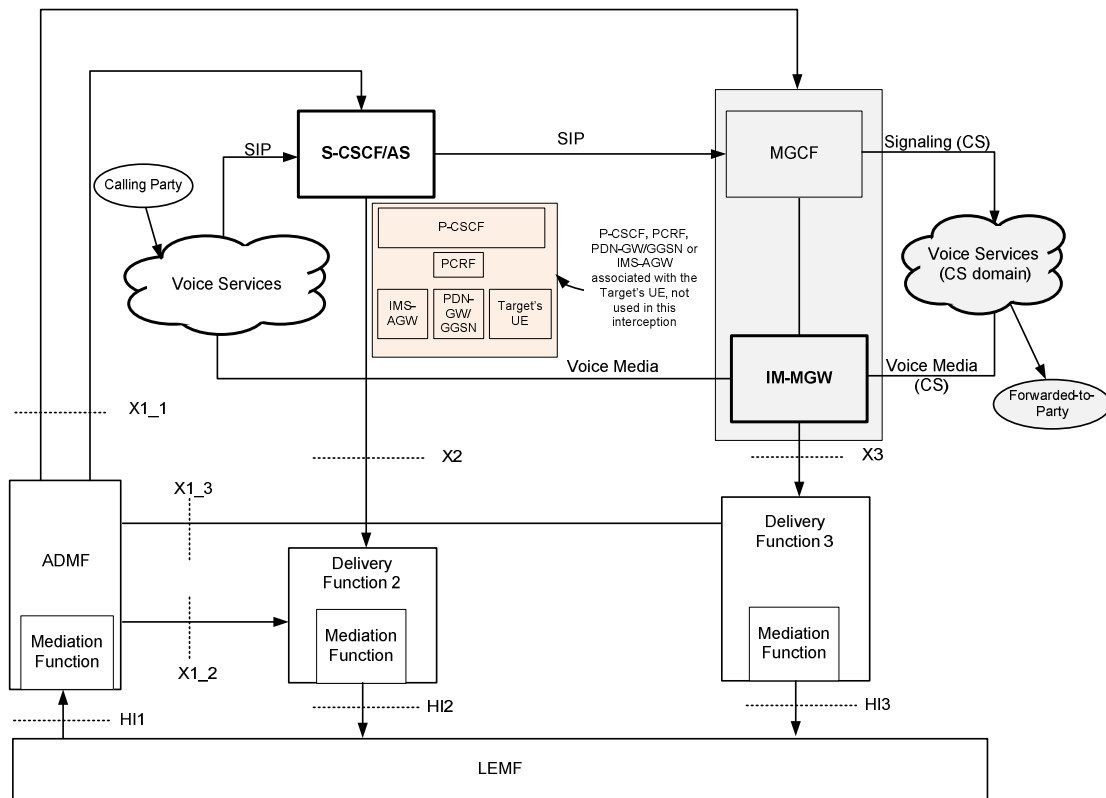 SIP
S-CSCF/AS
SIP
MGCF
Signaling (CS)
Calling Party
Voice Services
P-CSCF
PCRF
IMS-
AGW
PDN-
GW/
GGSN
Target's
UE
P-CSCF, PCRF,
PDN-GW/GGSN or
IMS-AGW
associated with the
Target's UE, not
used in this
interception
Voice Services
(CS domain)
Voice Media
IM-MGW
Voice Media
(CS)
Forwarded-to-
Party
X1_1
X2
X3
X1_3
ADMF
Mediation
Function
X1_2
Delivery
Function 2
Mediation
Function
Delivery
Function 3
Mediation
Function
HI1
HI2
HI3
LEMF